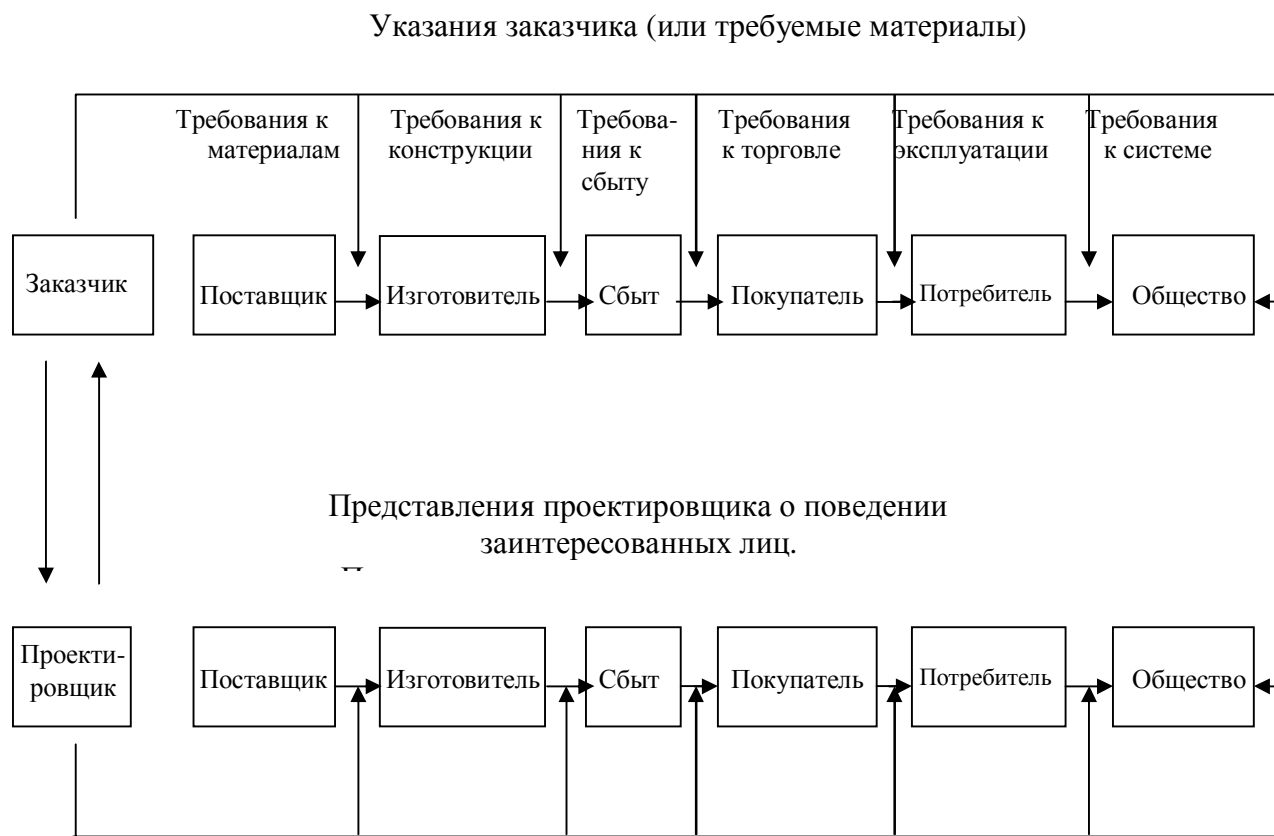 Указания заказчика (или требуемые материалы)
Требования к
материалам
Требования к
конструкции
Требова-
ния к
сбыту
Требования
к торговле
Требования к
эксплуатации
Требования
к системе
Заказчик
Поставщик
Изготовитель
Сбыт
Покупатель
Потребитель
Общество
Представления проектировщика о поведении
заинтересованных лиц.
Проекти-
ровщик
Поставщик
Изготовитель
Сбыт
Покупатель
Потребитель
Общество